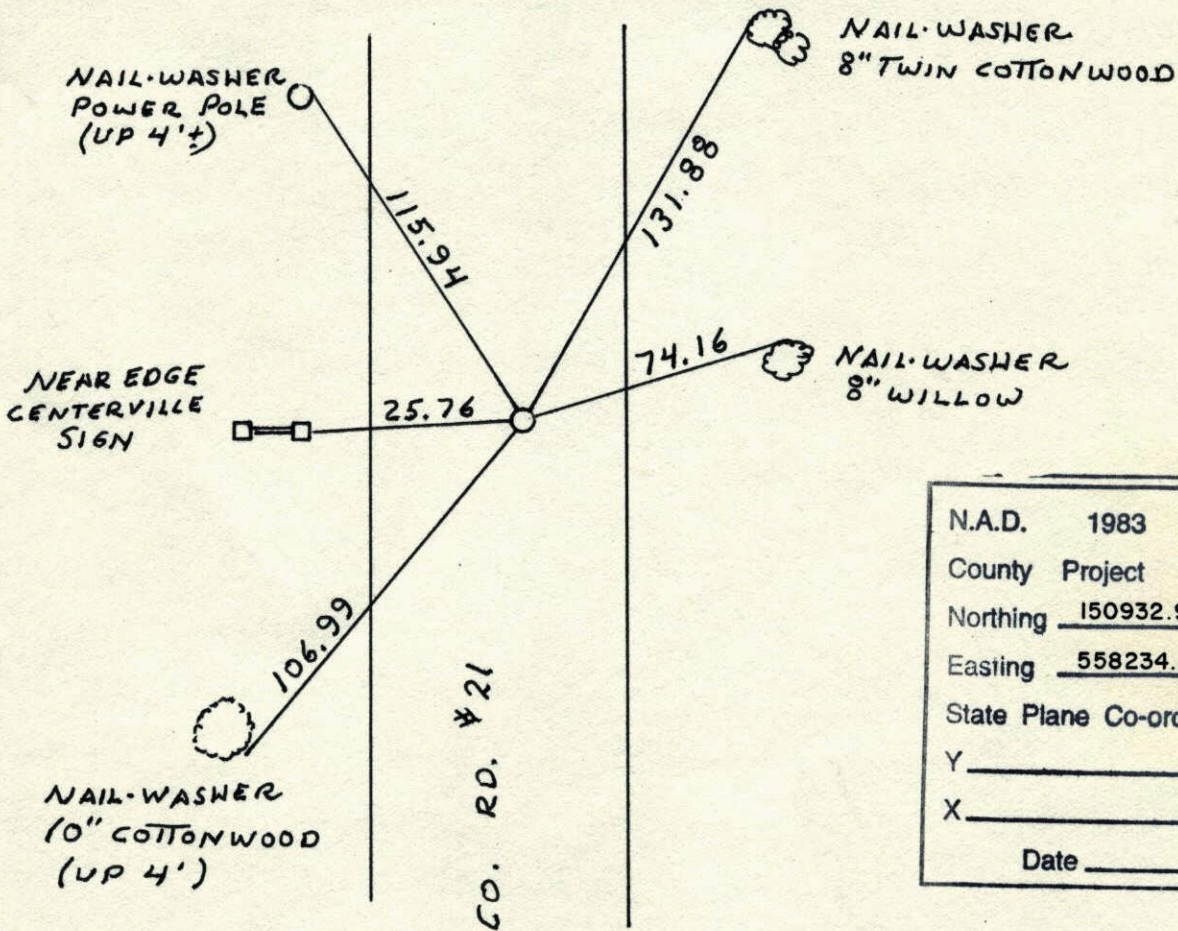 NAIL-WASHER
POWER POLE
(UP 4'±)
NAIL-WASHER
8" TWIN COTTONWOOD
115.94
131.88
NEAR EDGE
CENTERVILLE
SIGN
25.76
74.16
NAIL-WASHER
8" WILLOW
106.99
NAIL-WASHER
10" COTTONWOOD
(UP 4')
CO. RD. #21
N.A.D. 1983
County Project
Northing 150932.9
Easting 558234.
State Plane Co-ord
Y
X
Date